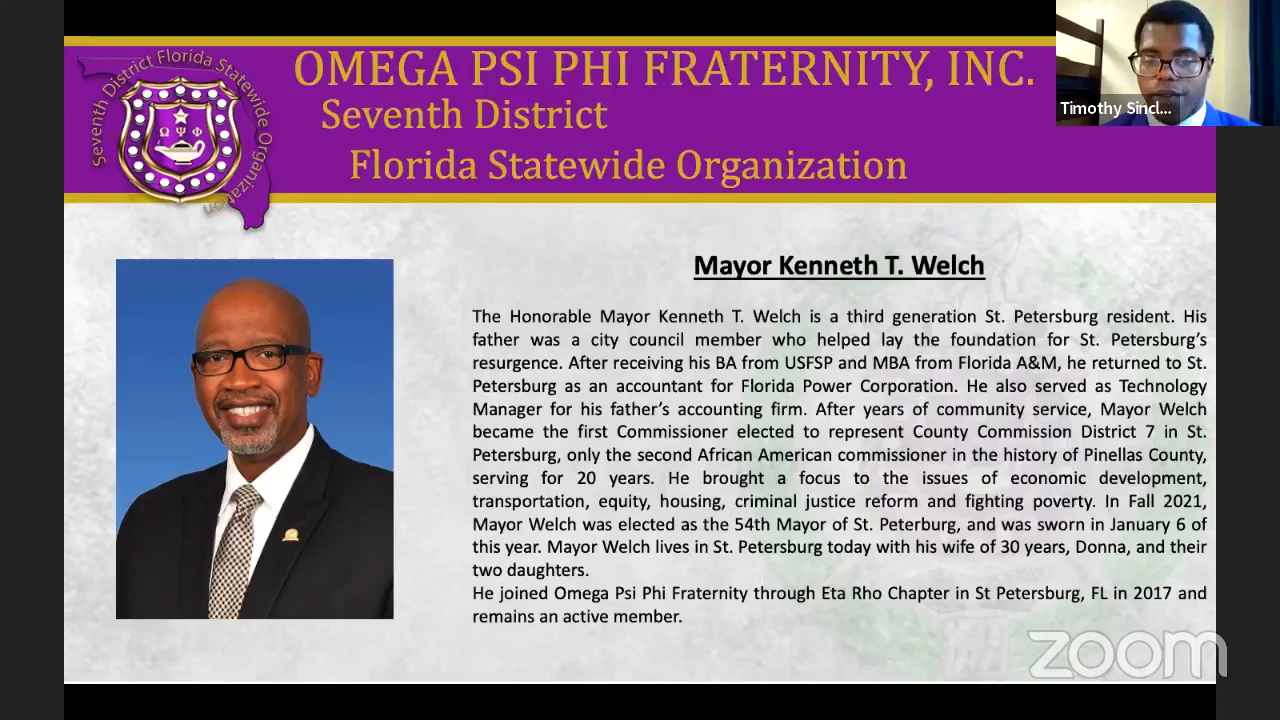 OMEGA PSI PHI FRATERNITY, INC.
Seventh District
Florida Statewide Organization
Seventh District Florida Statewide Organization
Ω Ψ Φ
Timothy Sincl...
Mayor Kenneth T. Welch
The Honorable Mayor Kenneth T. Welch is a third generation St. Petersburg resident. His
father was a city council member who helped lay the foundation for St. Petersburg's
resurgence. After receiving his BA from USFSP and MBA from Florida A&M, he returned to St.
Petersburg as an accountant for Florida Power Corporation. He also served as Technology
Manager for his father's accounting firm. After years of community service, Mayor Welch
became the first Commissioner elected to represent County Commission District 7 in St.
Petersburg, only the second African American commissioner in the history of Pinellas County,
serving for 20 years. He brought a focus to the issues of economic development,
transportation, equity, housing, criminal justice reform and fighting poverty. In Fall 2021,
Mayor Welch was elected as the 54th Mayor of St. Peterburg, and was sworn in January 6 of
this year. Mayor Welch lives in St. Petersburg today with his wife of 30 years, Donna, and their
two daughters.
He joined Omega Psi Phi Fraternity through Eta Rho Chapter in St Petersburg, FL in 2017 and
remains an active member.
zoom